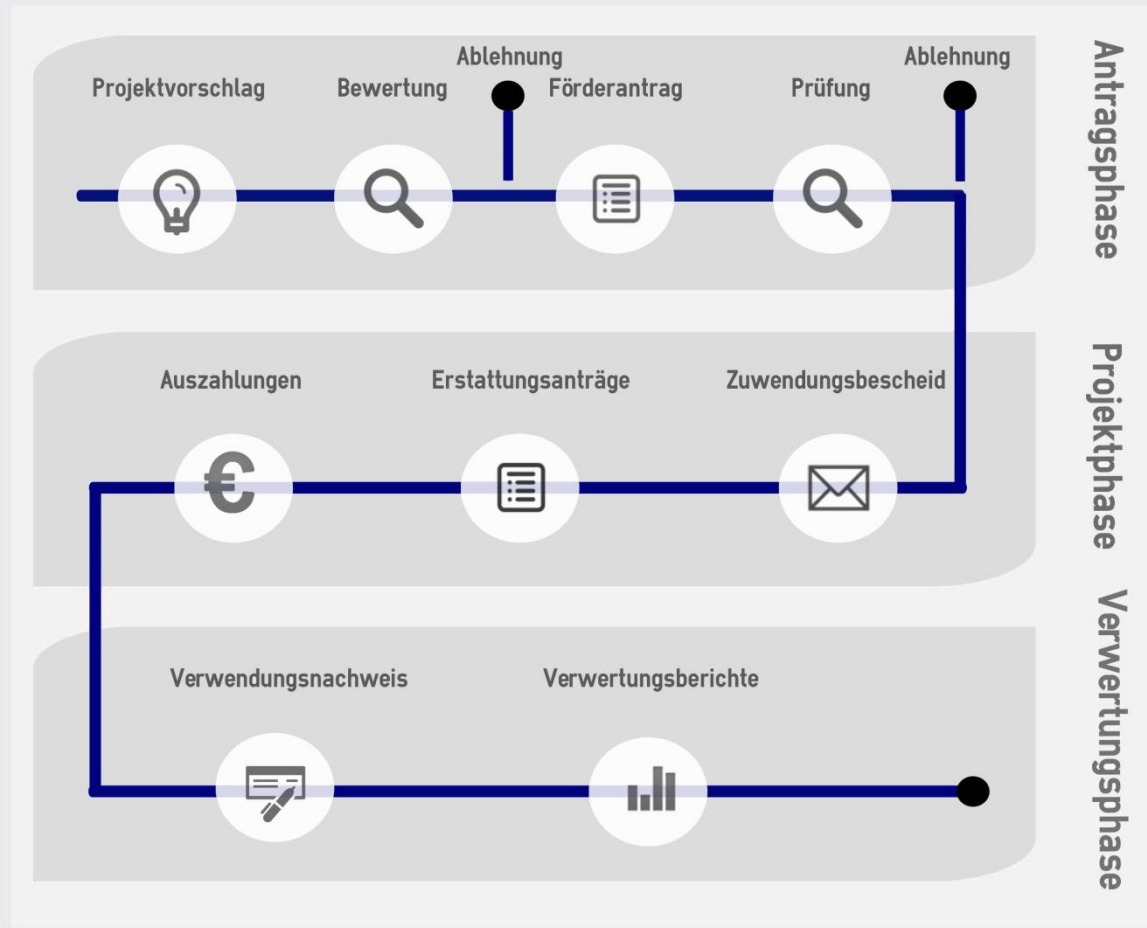 Ablehnung
Ablehnung
Projektvorschlag
Bewertung
Förderantrag
Prüfung
Antragsphase
Auszahlungen
Erstattungsanträge
Zuwendungsbescheid
€
Projektphase
Verwendungsnachweis
Verwertungsberichte
Verwertungsphase